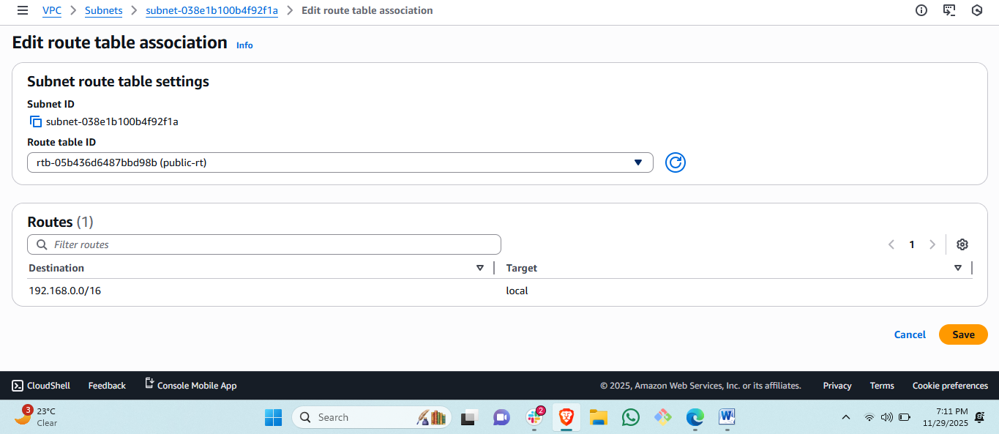 VPC > Subnets > subnet-038e1b100b4f92f1a > Edit route table association
Edit route table association Info
Subnet route table settings
Subnet ID
subnet-038e1b100b4f92f1a
Route table ID
rtb-05b436d6487bbd98b (public-rt)
Routes (1)
Filter routes
1
Destination Target
192.168.0.0/16 local
Cancel Save
CloudShell Feedback Console Mobile App © 2025, Amazon Web Services, Inc. or its affiliates. Privacy Terms Cookie preferences
3 23°C
Clear
Search
2
7:11 PM
11/29/2025